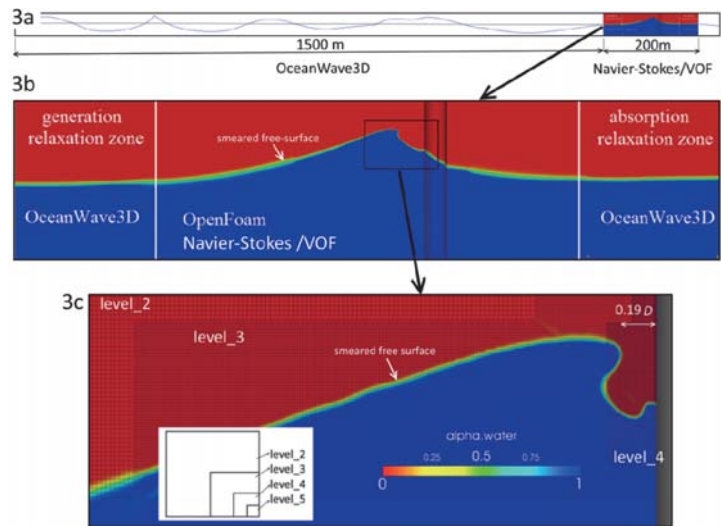 3a
1500 m
200m
OceanWave3D
Navier-Stokes/VOF
3b
generation
relaxation zone
absorption
relaxation zone
smeared free-surface
OceanWave3D
OpenFoam
Navier-Stokes /VOF
OceanWave3D
3c
level_2
0.19 D
level_3
smeared free surface
level_2
level_3
level_4
level_5
alpha.water
0.25
0.75
0
0.5
1
level_4